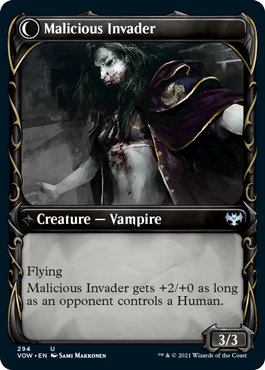 Malicious Invader
Creature — Vampire
Flying
Malicious Invader gets +2/+0 as long
as an opponent controls a Human.
3/3
294 U
VOW • EN SAMI MAKKONEN
™ & © 2021 Wizards of the Coast